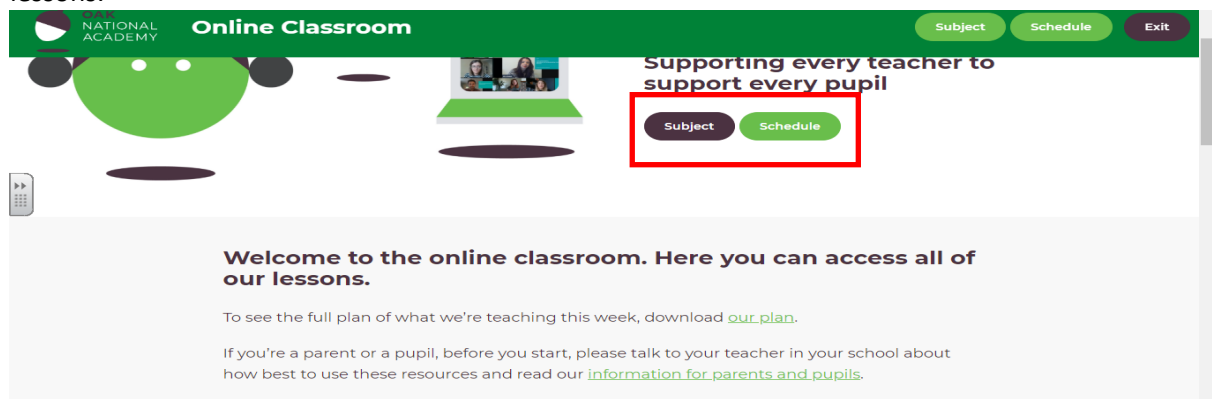 lessons.
OAK
NATIONAL
ACADEMY
Online Classroom
Subject
Schedule
Exit
Supporting every teacher to
support every pupil
Subject
Schedule
Welcome to the online classroom. Here you can access all of
our lessons.
To see the full plan of what we're teaching this week, download our plan.
If you're a parent or a pupil, before you start, please talk to your teacher in your school about
how best to use these resources and read our information for parents and pupils.